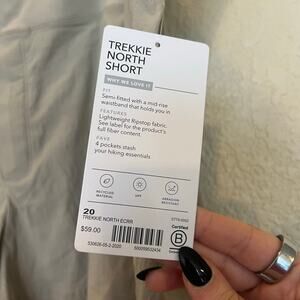 TREKKIE
NORTH
SHORT
WHY WE LOVE IT
FIT
Semi-fitted with a mid-rise
waistband that holds you in
FEATURES
Lightweight Ripstop fabric.
See label for the product's
full fiber content.
FAVE
4 pockets stash
your hiking essentials
RECYCLED
MATERIAL
UPF
ABRASION
RESISTANT
20
TREKKIE NORTH ECRR
$59.00
Certified
B